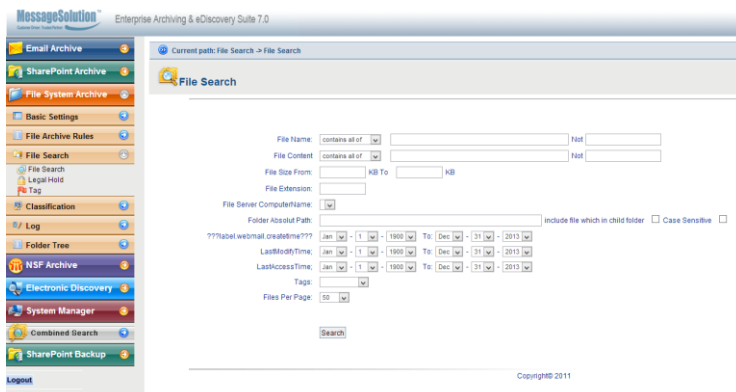 MessageSolution™ Enterprise Archiving & eDiscovery Suite 7.0
Email Archive
SharePoint Archive
File System Archive
Basic Settings
File Archive Rules
File Search
File Search
Legal Hold
Tag
Classification
Log
Folder Tree
NSF Archive
Electronic Discovery
System Manager
Combined Search
SharePoint Backup
Logout
Current path: File Search -> File Search
File Search
File Name: contains all of Not
File Content contains all of Not
File Size From: KB To KB
File Extension:
File Server ComputerName:
Folder Absolut Path: include file which in child folder Case Sensitive
???label.webmail.createtime??? Jan - 1 - 1900 To: Dec - 31 - 2013
LastModifyTime; Jan - 1 - 1900 To: Dec - 31 - 2013
LastAccessTime; Jan - 1 - 1900 To: Dec - 31 - 2013
Tags:
Files Per Page: 50
Search
Copyright© 2011